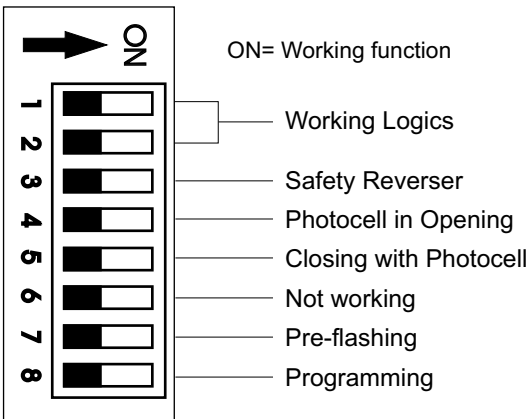 ON
ON= Working function
1
2
Working Logics
3 Safety Reverser
4 Photocell in Opening
5 Closing with Photocell
6 Not working
7 Pre-flashing
8 Programming